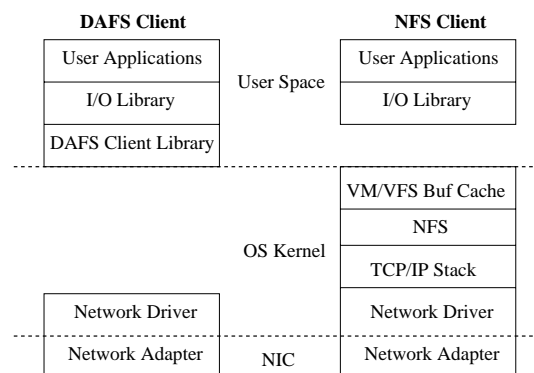 DAFS Client
NFS Client
User Applications
User Applications
User Space
I/O Library
I/O Library
DAFS Client Library
VM/VFS Buf Cache
NFS
OS Kernel
TCP/IP Stack
Network Driver
Network Driver
Network Adapter
NIC
Network Adapter